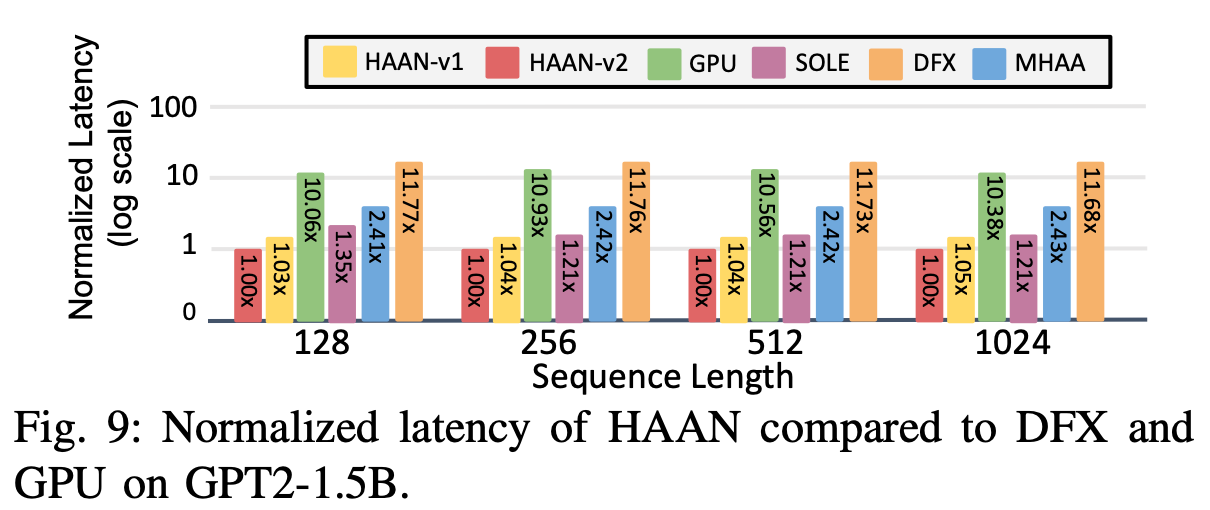 HAAN-v1 HAAN-v2 GPU SOLE DFX MHAA
Normalized Latency
(log scale)
100
10
1
0
1.00x 1.03x 10.06x 1.35x 2.41x 11.77x
1.00x 1.04x 10.93x 1.21x 2.42x 11.76x
1.00x 1.04x 10.56x 1.21x 2.42x 11.73x
1.00x 1.05x 10.38x 1.21x 2.43x 11.68x
128 256 512 1024
Sequence Length
Fig. 9: Normalized latency of HAAN compared to DFX and
GPU on GPT2-1.5B.